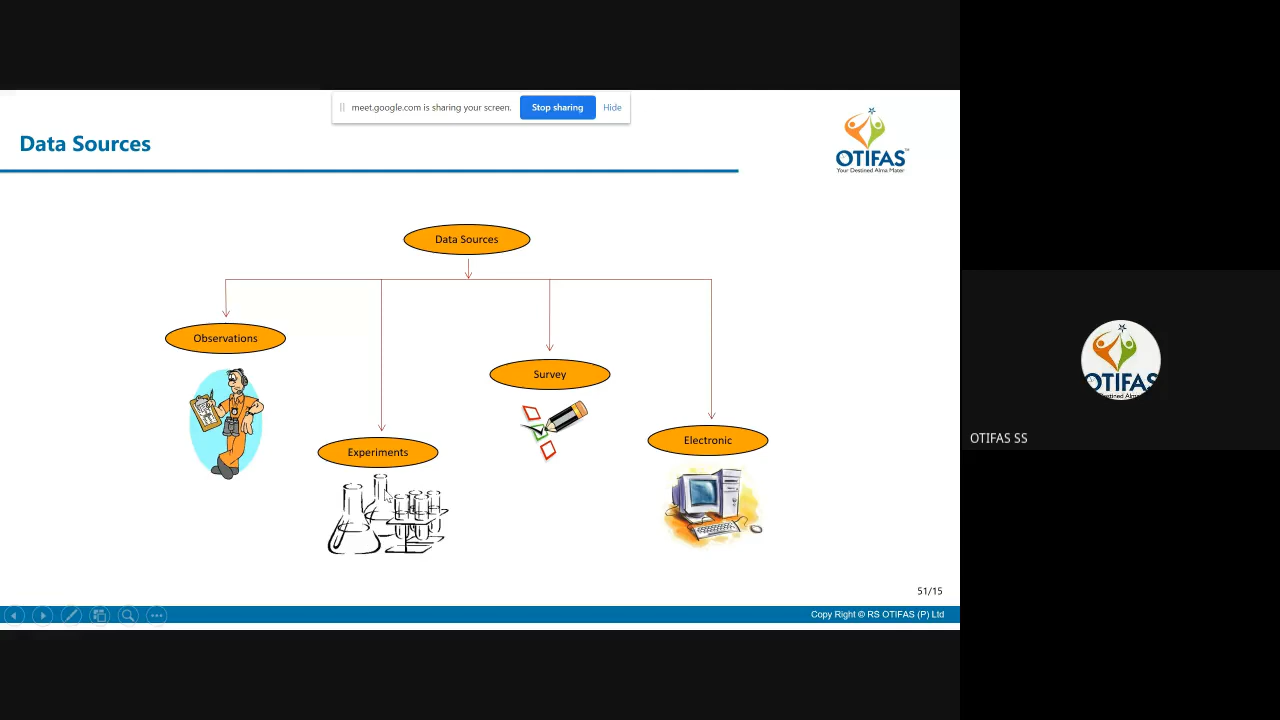 meet.google.com is sharing your screen. Stop sharing Hide
Data Sources
OTIFAS™
Your Destined Alma Mater
Data Sources
Observations
Survey
Electronic
Experiments
OTIFAS
OTIFAS SS
51/15
Copy Right © RS OTIFAS (P) Ltd